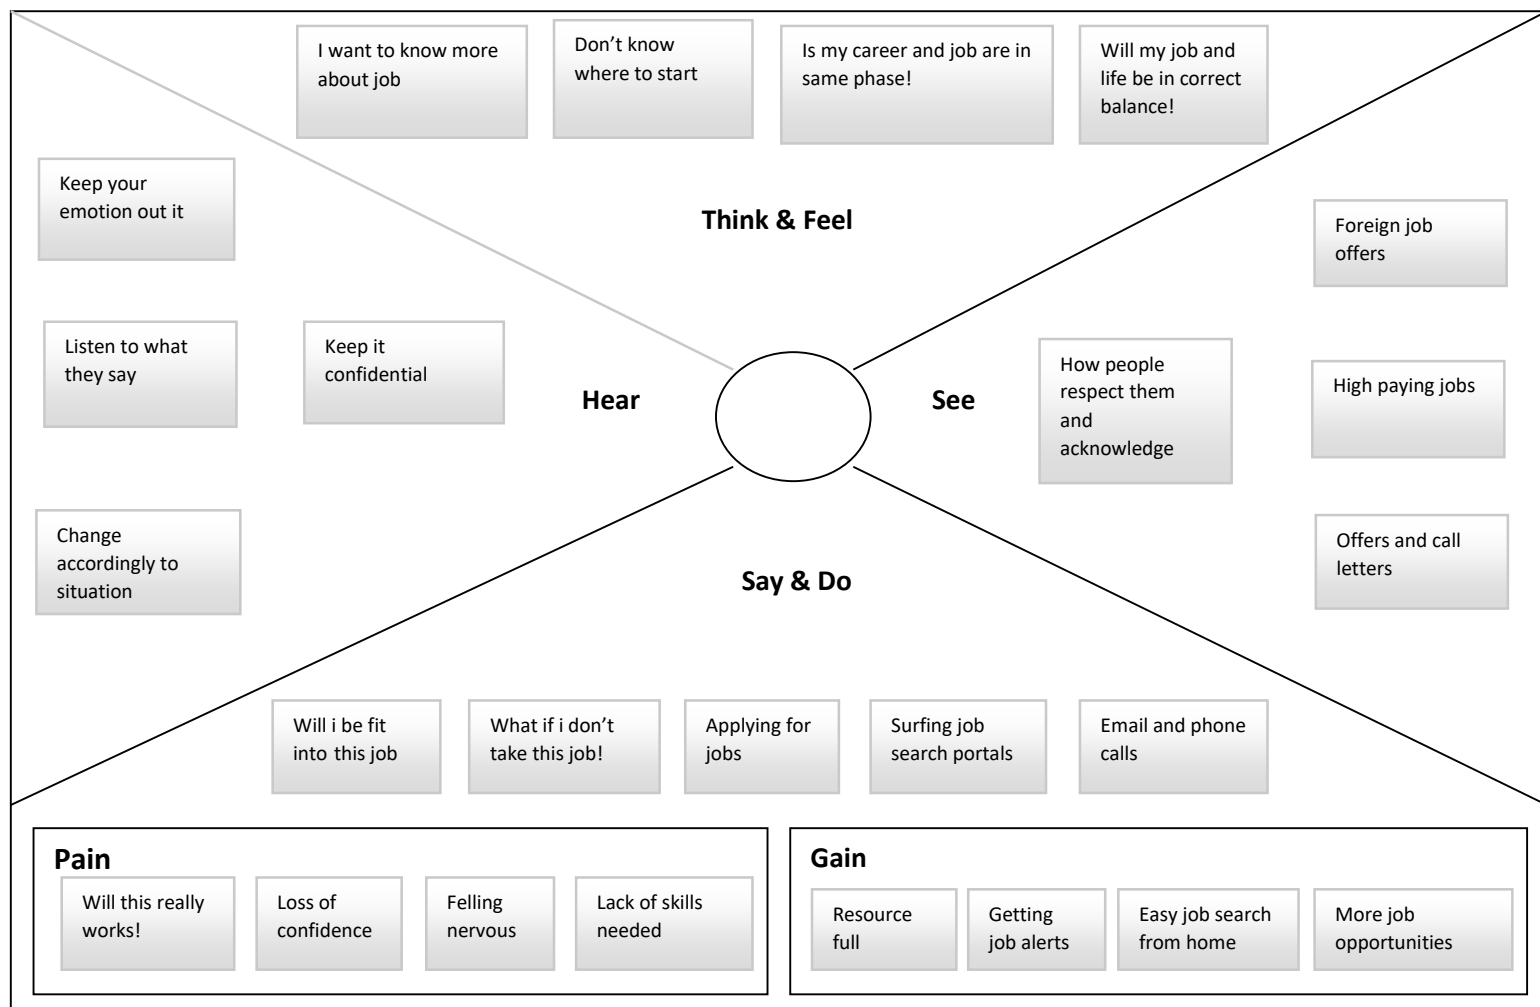 I want to know more
about job
Don't know
where to start
Is my career and job are in
same phase!
Will my job and
life be in correct
balance!
Think & Feel
Keep your
emotion out it
Listen to what
they say
Keep it
confidential
Change
accordingly to
situation
Hear
See
How people
respect them
and
acknowledge
Foreign job
offers
High paying jobs
Offers and call
letters
Say & Do
Will i be fit
into this job
What if i don't
take this job!
Applying for
jobs
Surfing job
search portals
Email and phone
calls
Pain
Will this really
works!
Loss of
confidence
Felling
nervous
Lack of skills
needed
Gain
Resource
full
Getting
job alerts
Easy job search
from home
More job
opportunities